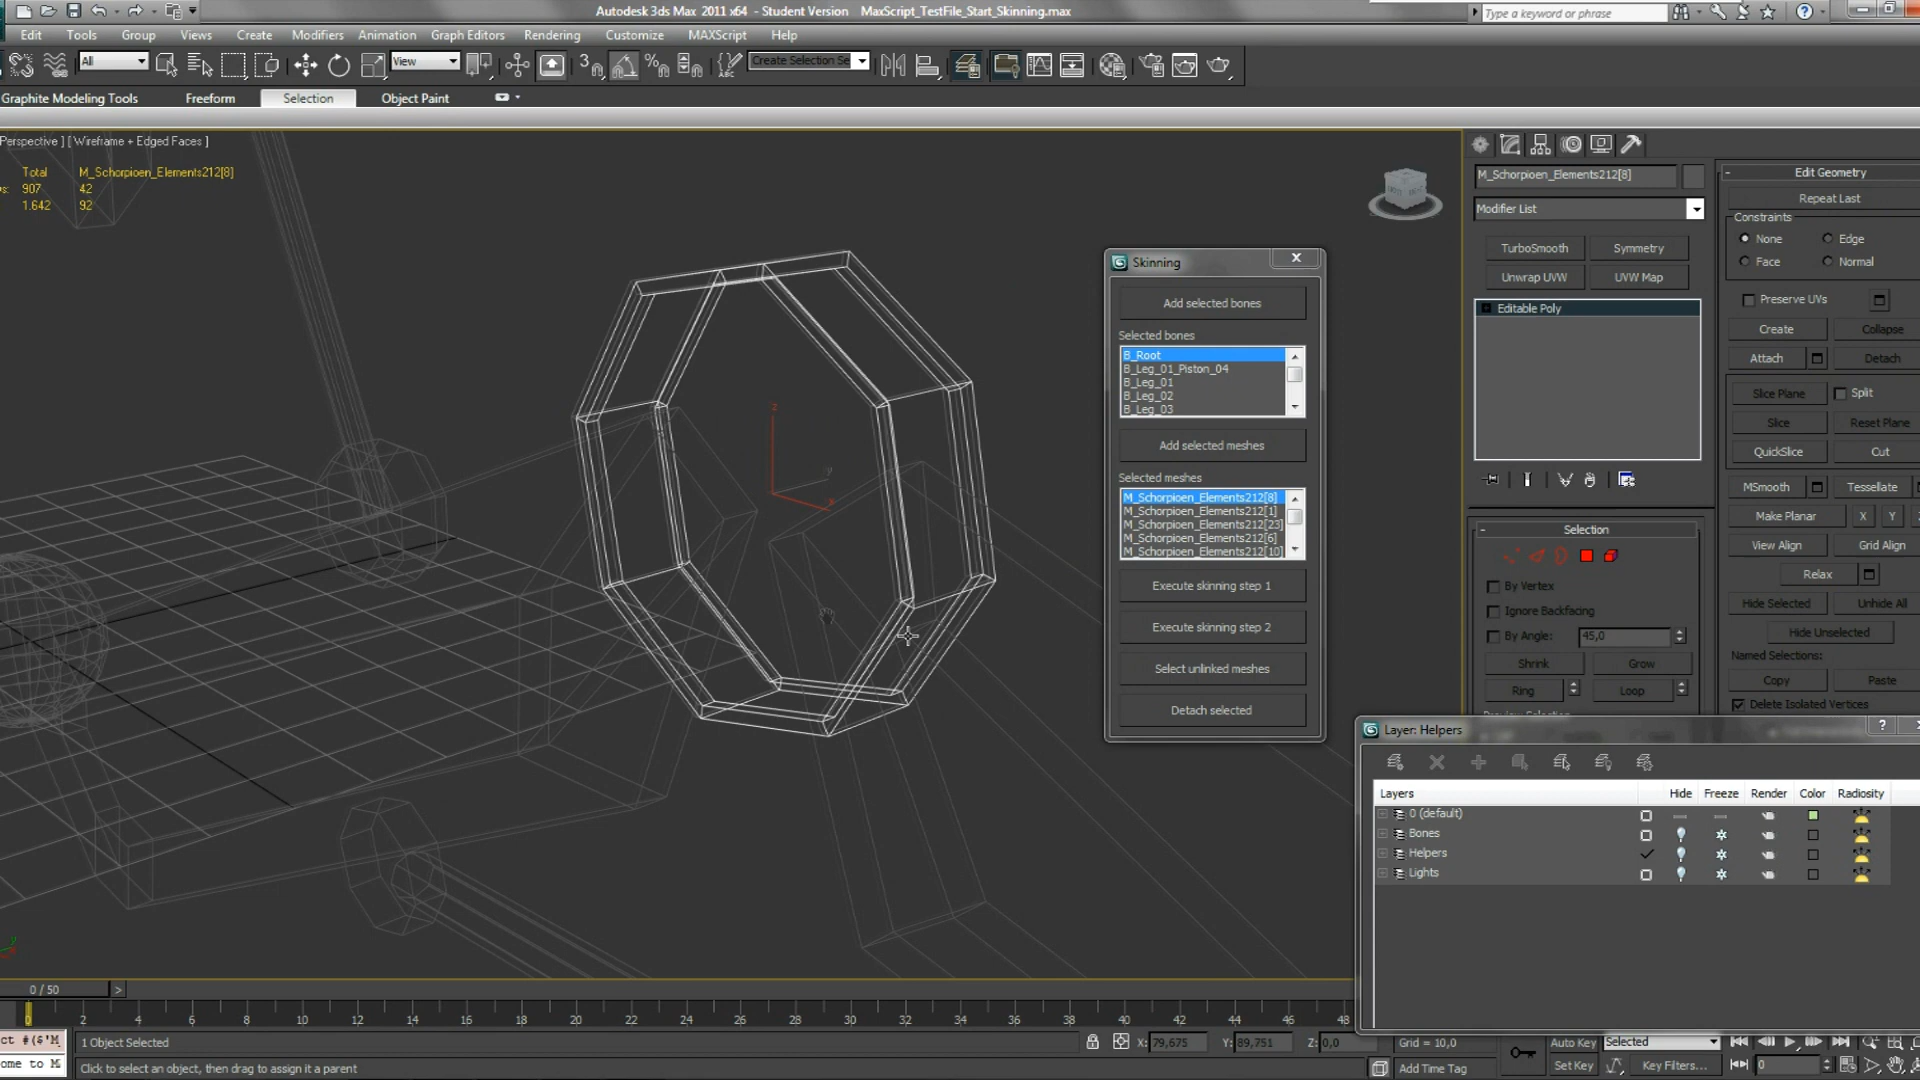 Autodesk 3ds Max 2011 x64 - Student Version MaxScript_TestFile_Start_Skinning.max
Type a keyword or phrase
Edit Tools Group Views Create Modifiers Animation Graph Editors Rendering Customize MAXScript Help
All View 3 Create Selection Se
Graphite Modeling Tools Freeform Selection Object Paint
Perspective ] [ Wireframe + Edged Faces ]
Total M_Schorpioen_Elements212[8]
s: 907 42
1.642 92
z
y
x
Skinning
Add selected bones
Selected bones
B_Root
B_Leg_01_Piston_04
B_Leg_01
B_Leg_02
B_Leg_03
Add selected meshes
Selected meshes
M_Schorpioen_Elements212[8]
M_Schorpioen_Elements212[1]
M_Schorpioen_Elements212[23]
M_Schorpioen_Elements212[6]
M_Schorpioen_Elements212[10]
Execute skinning step 1
Execute skinning step 2
Select unlinked meshes
Detach selected
M_Schorpioen_Elements212[8]
Modifier List
TurboSmooth Symmetry
Unwrap UVW UVW Map
Editable Poly
Selection
By Vertex
Ignore Backfacing
By Angle: 45,0
Shrink Grow
Ring Loop
Edit Geometry
Repeat Last
Constraints
None Edge
Face Normal
Preserve UVs
Create Collapse
Attach Detach
Slice Plane Split
Slice Reset Plane
QuickSlice Cut
MSmooth Tessellate
Make Planar X Y
View Align Grid Align
Relax
Hide Selected Unhide All
Hide Unselected
Named Selections:
Copy Paste
Delete Isolated Vertices
Layer: Helpers
Layers Hide Freeze Render Color Radiosity
0 (default)
Bones
Helpers
Lights
0 / 50 >
0 2 4 6 8 10 12 14 16 18 20 22 24 26 28 30 32 34 36 38 40 42 44 46 48
ct #($'M
1 Object Selected
X: 79,675 Y: 89,751 Z: 0,0 Grid = 10,0 Auto Key Selected
ome to M
Click to select an object, then drag to assign it a parent
Add Time Tag Set Key Key Filters... 0